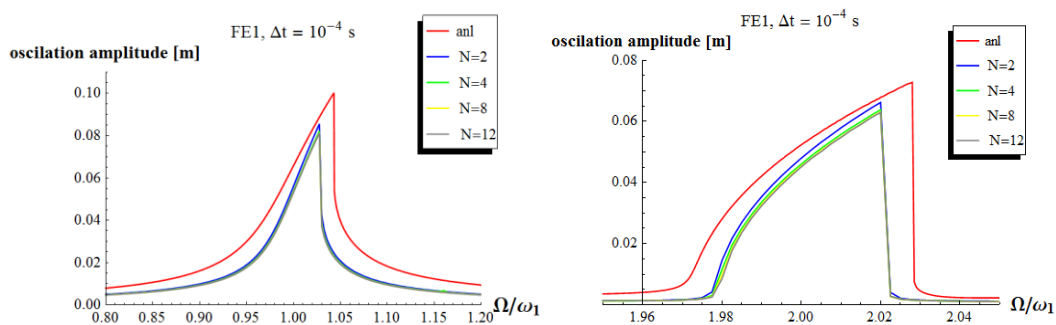 FE1, Δt = 10⁻⁴ s
oscilation amplitude [m]
anl
N=2
N=4
N=8
N=12
0.10
0.08
0.06
0.04
0.02
0.00
0.80 0.85 0.90 0.95 1.00 1.05 1.10 1.15 1.20
Ω/ω₁
FE1, Δt = 10⁻⁴ s
oscilation amplitude [m]
anl
N=2
N=4
N=8
N=12
0.08
0.06
0.04
0.02
1.96 1.98 2.00 2.02 2.04
Ω/ω₁